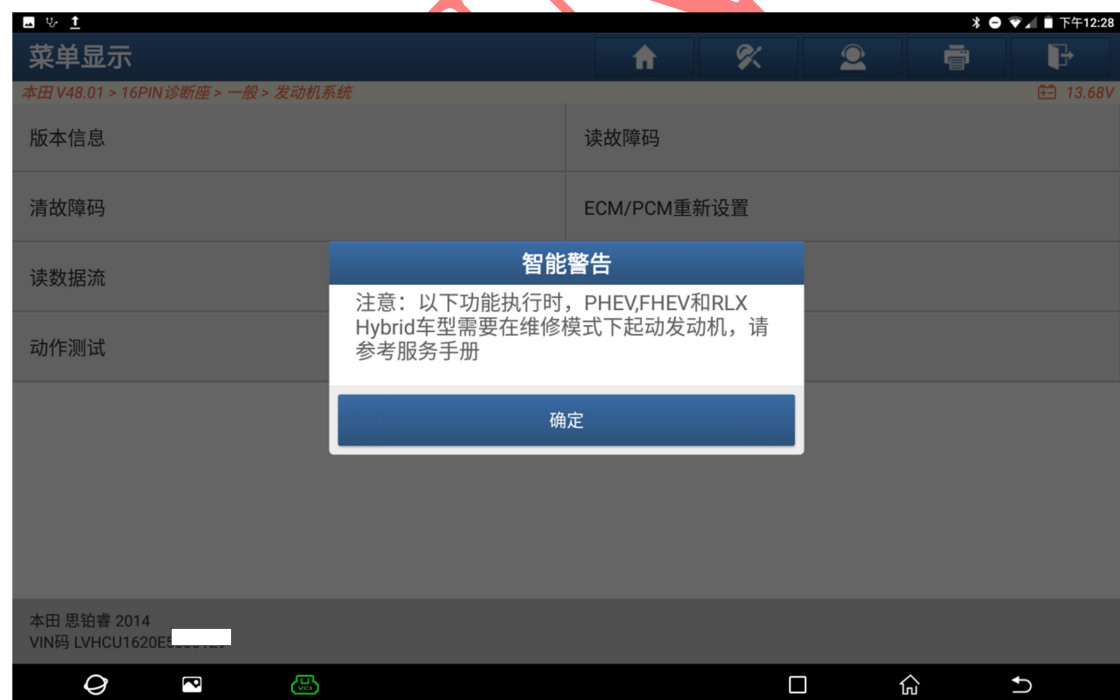 下午12:28
菜单显示
本田 V48.01 > 16PIN诊断座 > 一般 > 发动机系统
13.68V
版本信息
读故障码
清故障码
ECM/PCM重新设置
读数据流
动作测试
智能警告
注意：以下功能执行时，PHEV,FHEV和RLX
Hybrid车型需要在维修模式下起动发动机，请
参考服务手册
确定
本田 思铂睿 2014
VIN码 LVHCU1620E
VCI